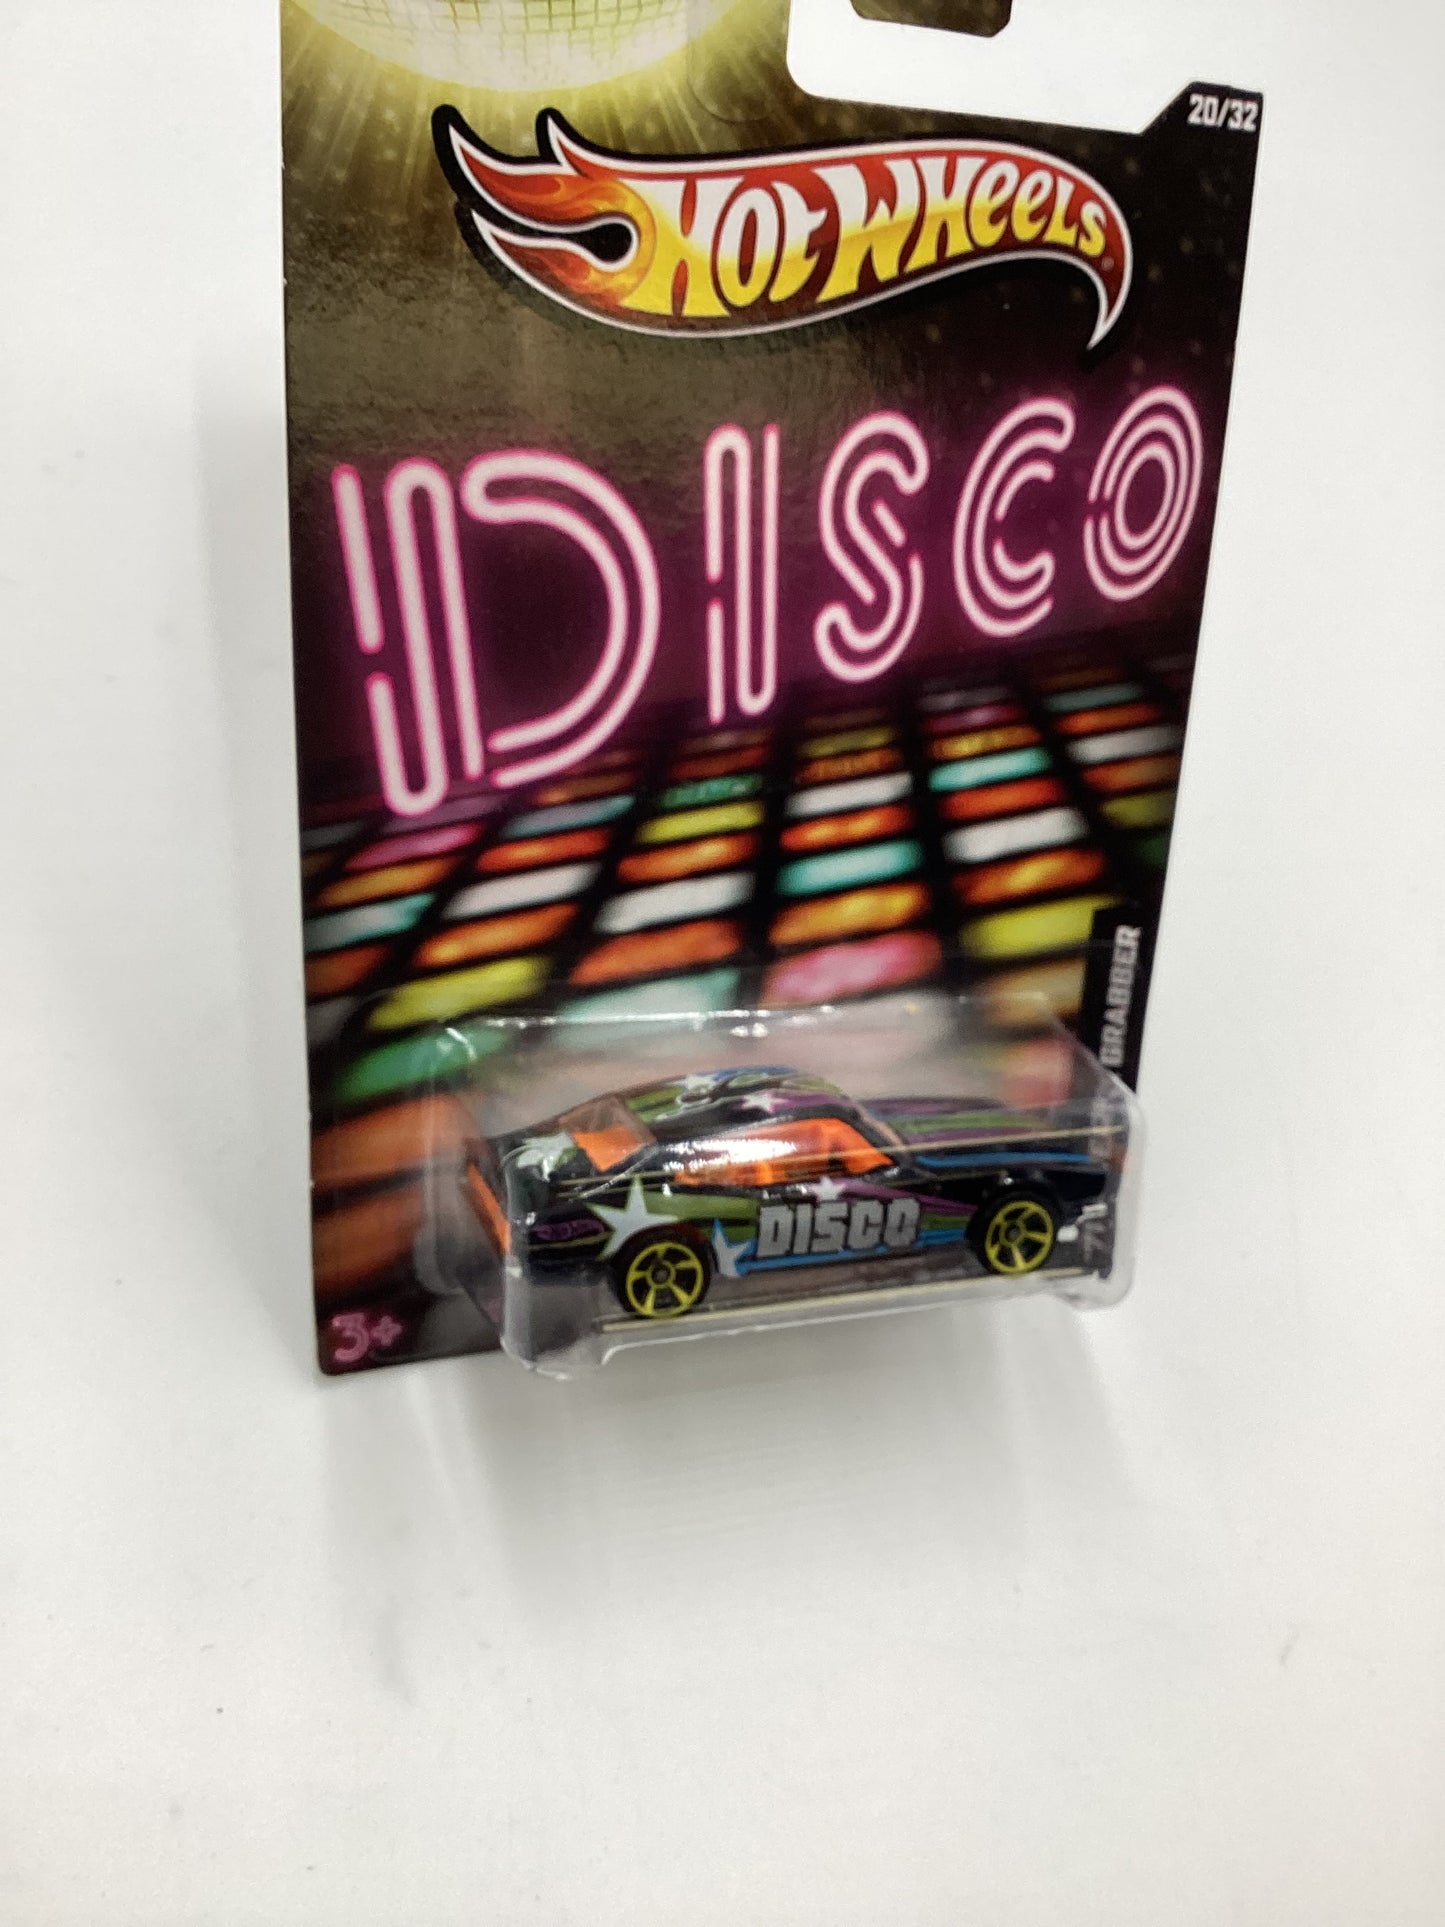 20/32
HOT WHEELS
DISCO
GRABBER
DISCO
3+